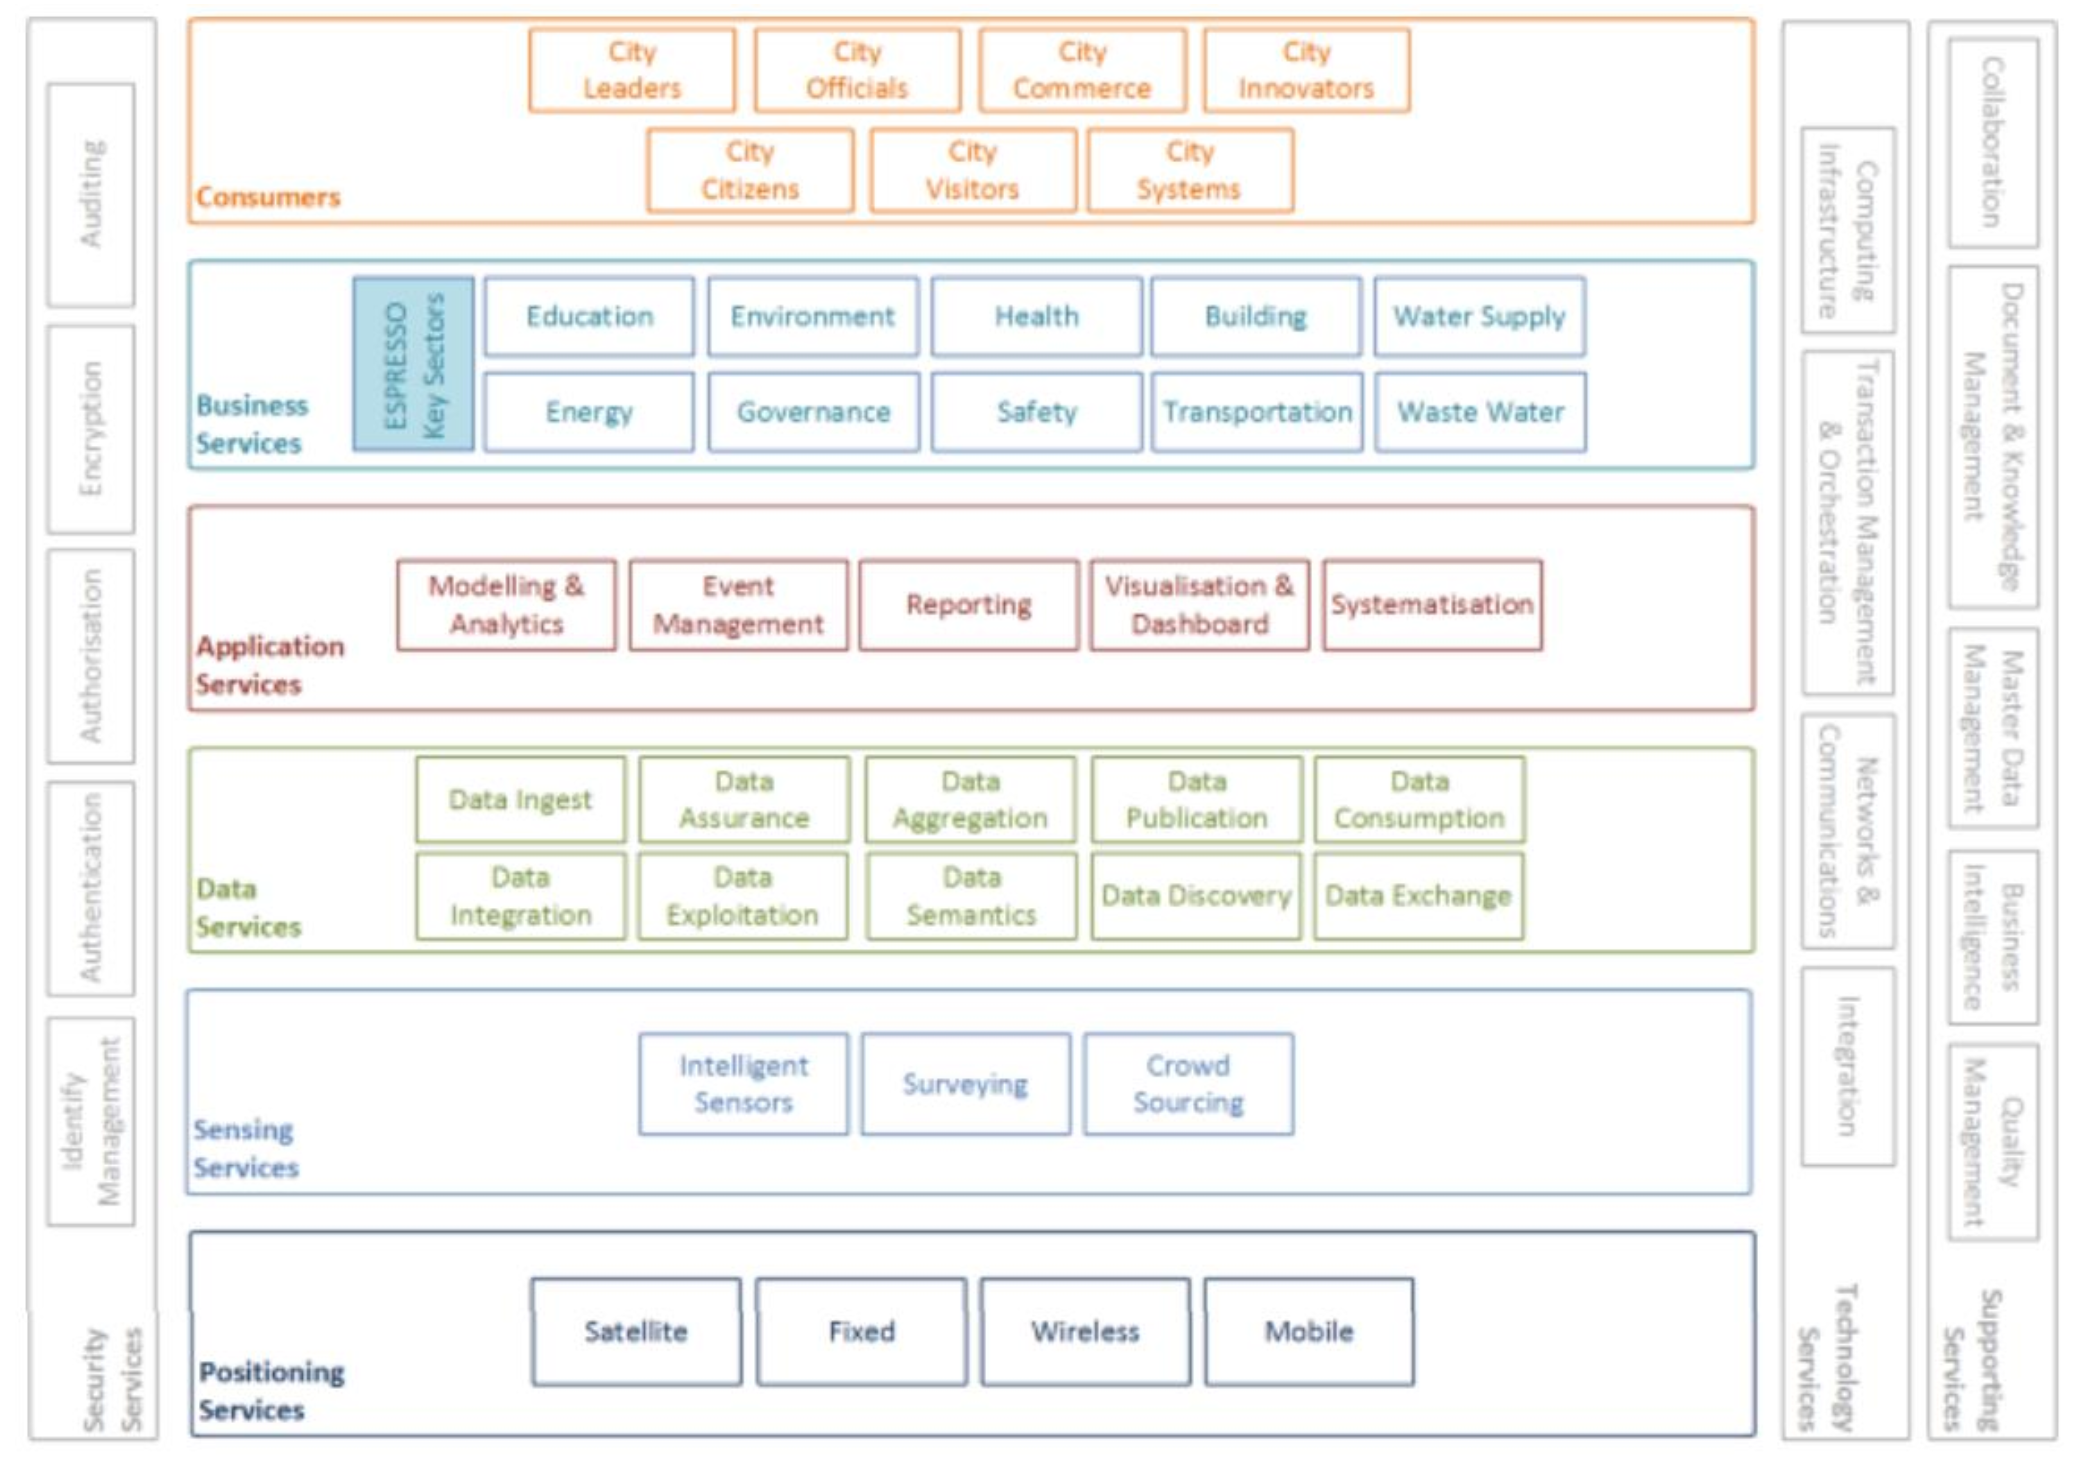 Auditing
Encryption
Authorisation
Authentication
Identify
Management
Security
Services
City
Leaders
City
Officials
City
Commerce
City
Innovators
City
Citizens
City
Visitors
City
Systems
Consumers
ESPRESSO
Key Sectors
Education
Environment
Health
Building
Water Supply
Energy
Governance
Safety
Transportation
Waste Water
Business
Services
Modelling &
Analytics
Event
Management
Reporting
Visualisation &
Dashboard
Systematisation
Application
Services
Data Ingest
Data
Assurance
Data
Aggregation
Data
Publication
Data
Consumption
Data
Integration
Data
Exploitation
Data
Semantics
Data Discovery
Data Exchange
Data
Services
Intelligent
Sensors
Surveying
Crowd
Sourcing
Sensing
Services
Satellite
Fixed
Wireless
Mobile
Positioning
Services
Computing
Infrastructure
Transaction Management
& Orchestration
Networks &
Communications
Integration
Technology
Services
Collaboration
Document & Knowledge
Management
Master Data
Management
Business
Intelligence
Quality
Management
Supporting
Services